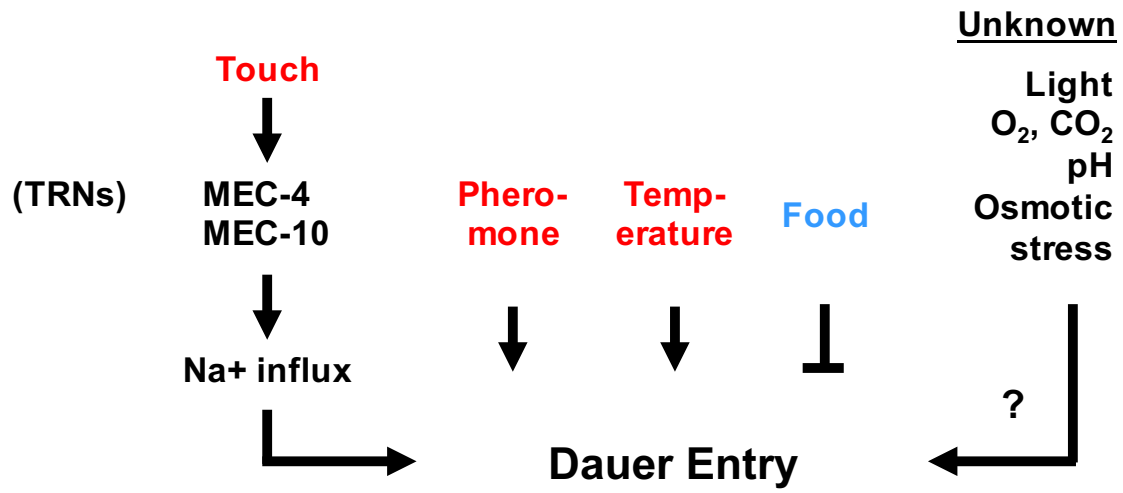 Unknown
Touch
Light
O₂, CO₂
pH
Osmotic
stress
(TRNs)
MEC-4
MEC-10
Phero-
mone
Temp-
erature
Food
Na+ influx
?
Dauer Entry